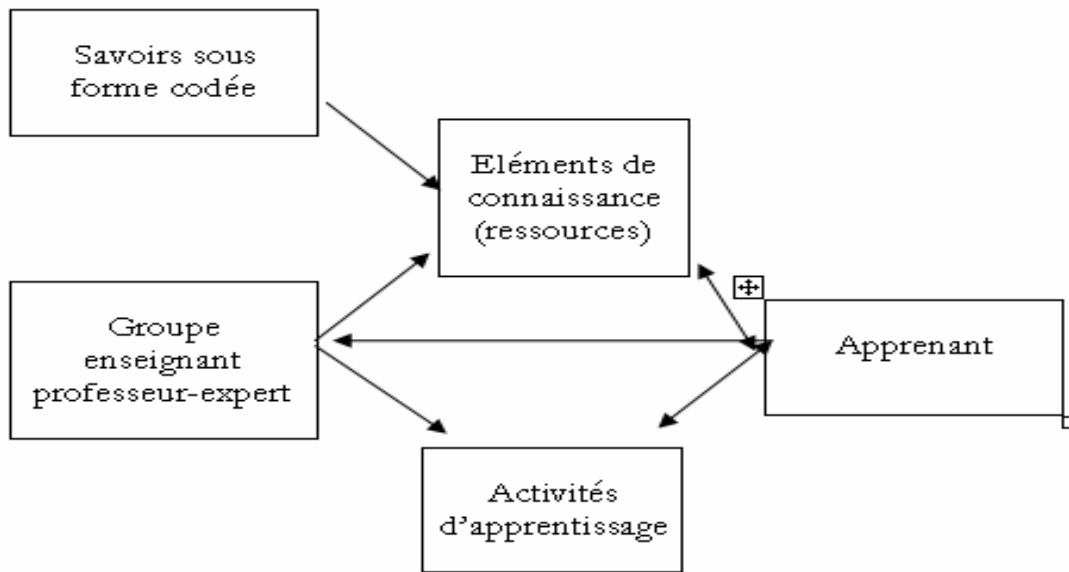 Savoirs sous
forme codée
Eléments de
connaissance
(ressources)
Groupe
enseignant
professeur-expert
Apprenant
Activités
d'apprentissage